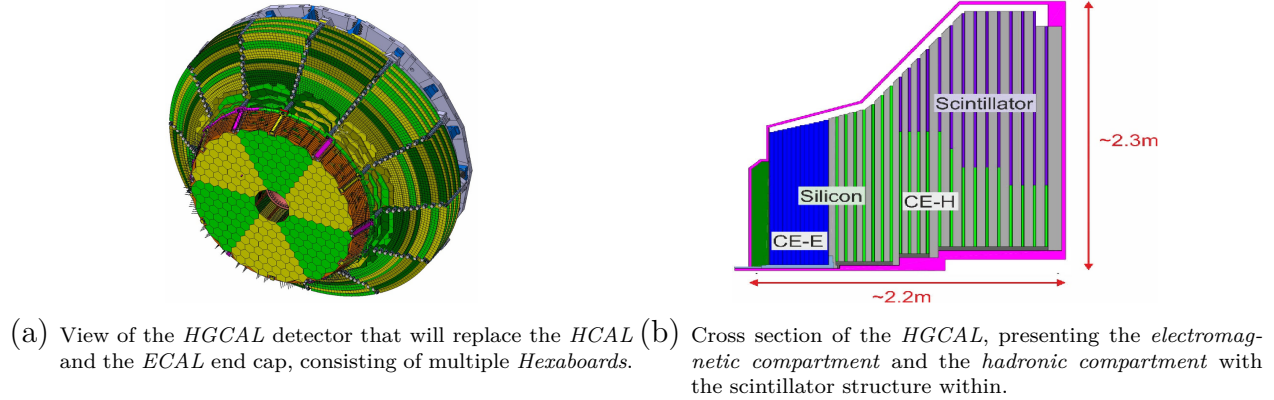 Scintillator
~2.3m
Silicon
CE-H
CE-E
~2.2m
(a) View of the HGCAL detector that will replace the HCAL
and the ECAL end cap, consisting of multiple Hexaboards.
(b) Cross section of the HGCAL, presenting the electromag-
netic compartment and the hadronic compartment with
the scintillator structure within.